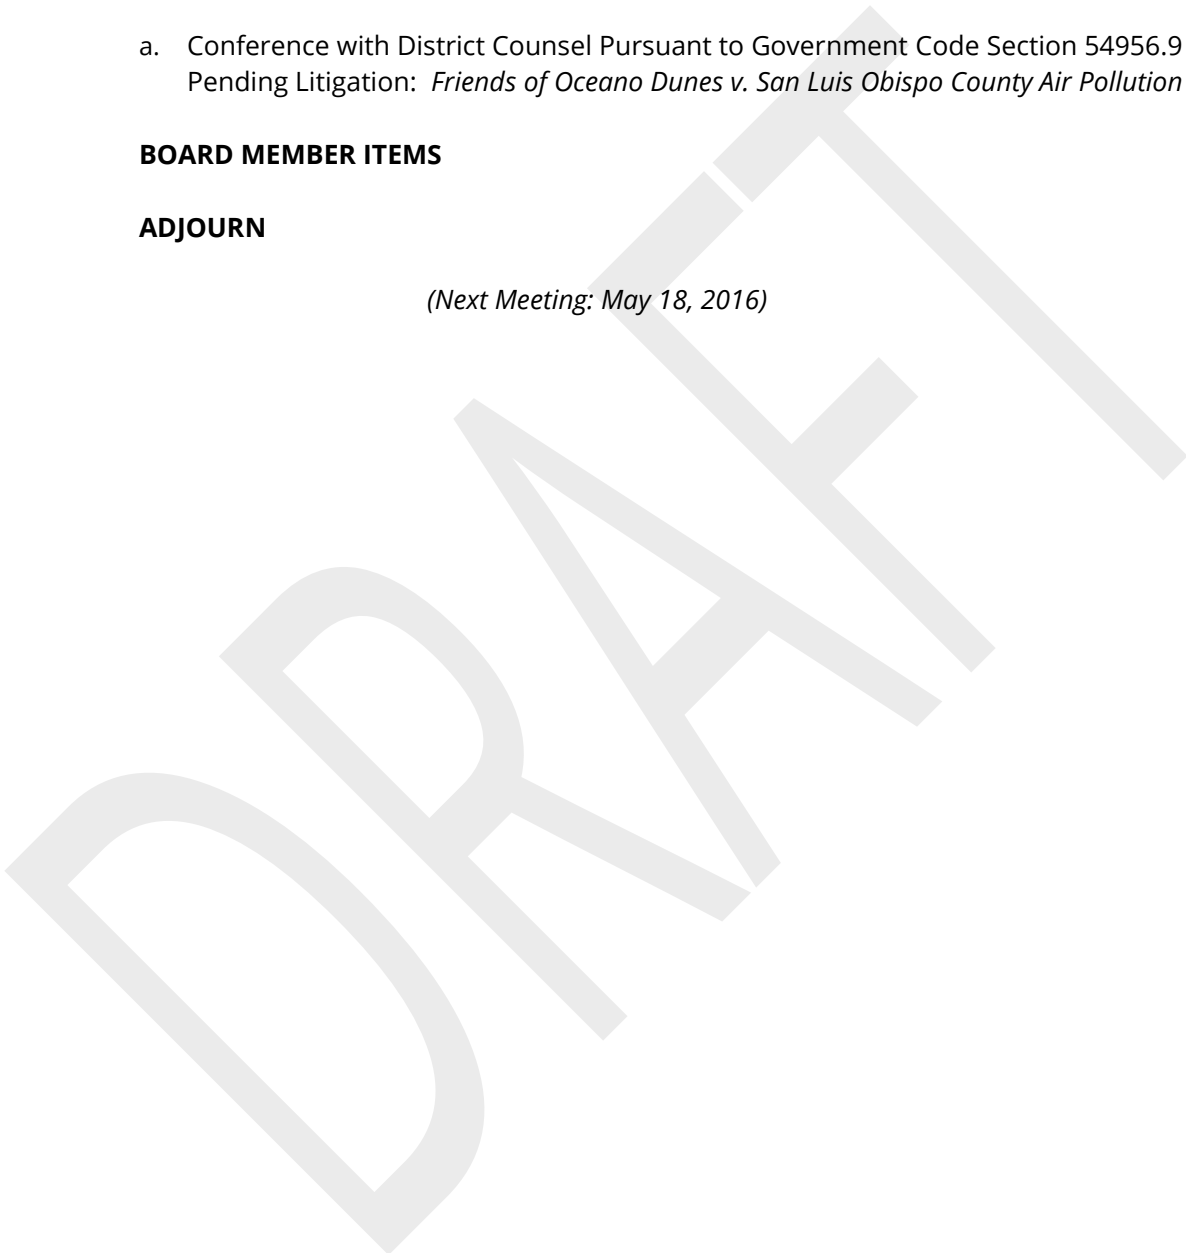 a. Conference with District Counsel Pursuant to Government Code Section 54956.9
Pending Litigation: Friends of Oceano Dunes v. San Luis Obispo County Air Pollution
BOARD MEMBER ITEMS
ADJOURN
(Next Meeting: May 18, 2016)
DRAFT